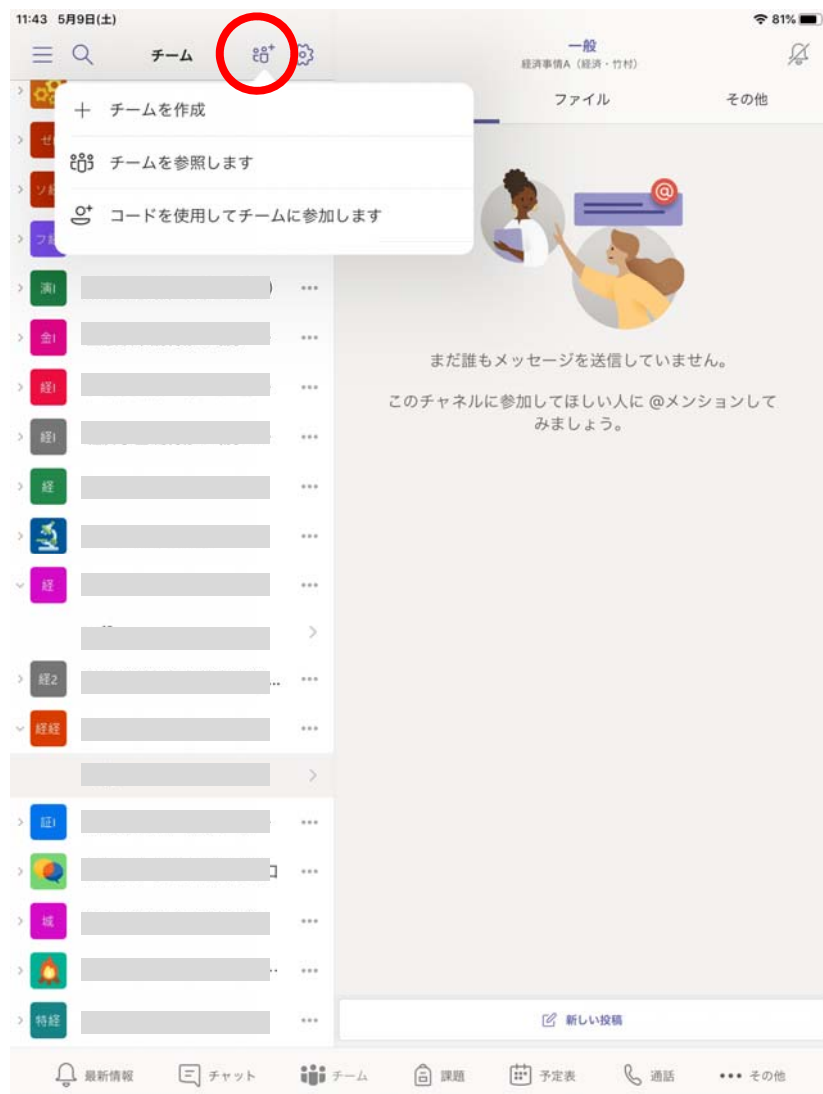 11:43 5月9日(土)
81%
チーム
一般
経済事情A（経済・竹村）
ファイル
その他
チームを作成
チームを参照します
コードを使用してチームに参加します
演I
金I
経I
経I
経
経
経2
経経
証I
城
特経
@
まだ誰もメッセージを送信していません。
このチャネルに参加してほしい人に @メンションして
みましょう。
新しい投稿
最新情報
チャット
チーム
課題
予定表
通話
その他